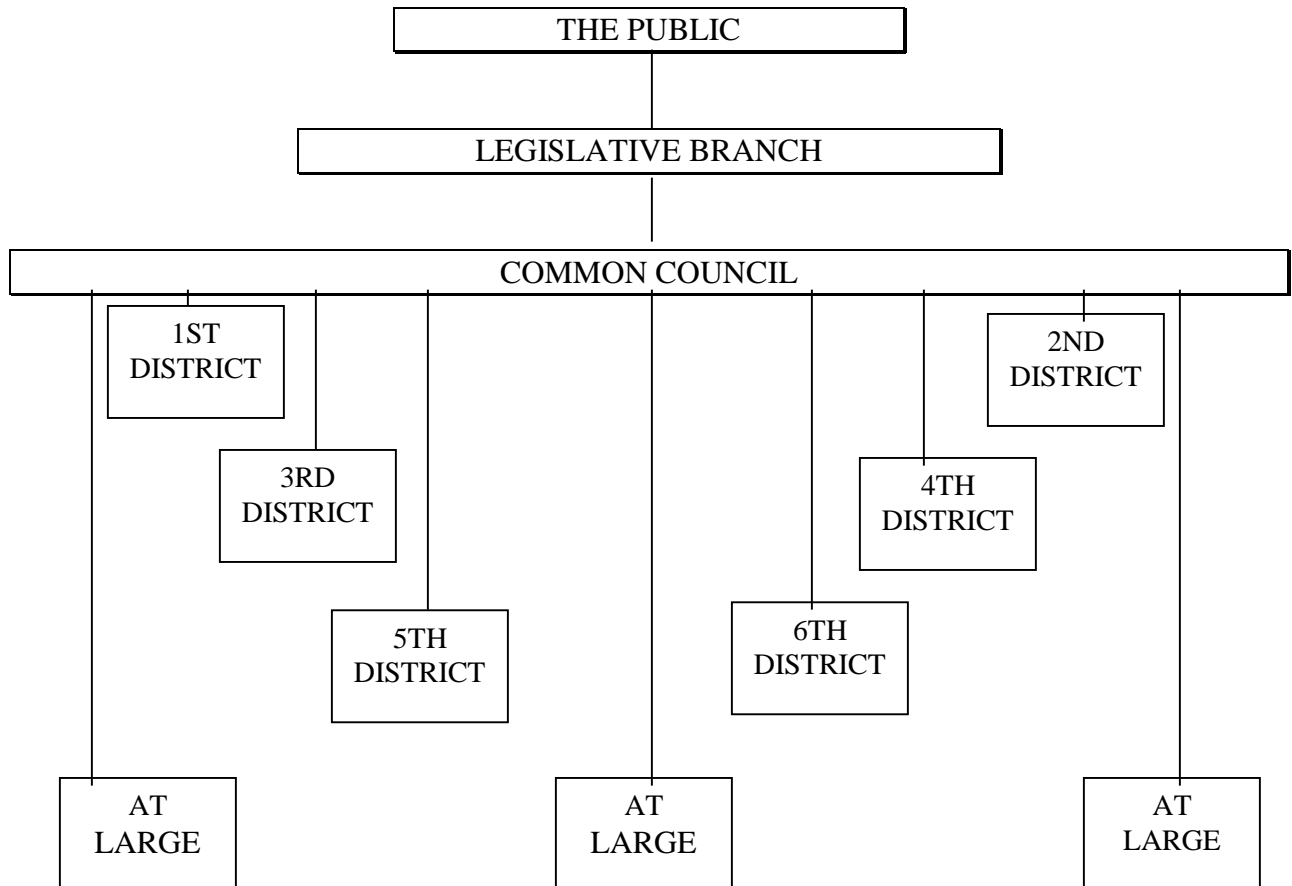 THE PUBLIC
LEGISLATIVE BRANCH
COMMON COUNCIL
1ST
DISTRICT
2ND
DISTRICT
3RD
DISTRICT
4TH
DISTRICT
5TH
DISTRICT
6TH
DISTRICT
AT
LARGE
AT
LARGE
AT
LARGE